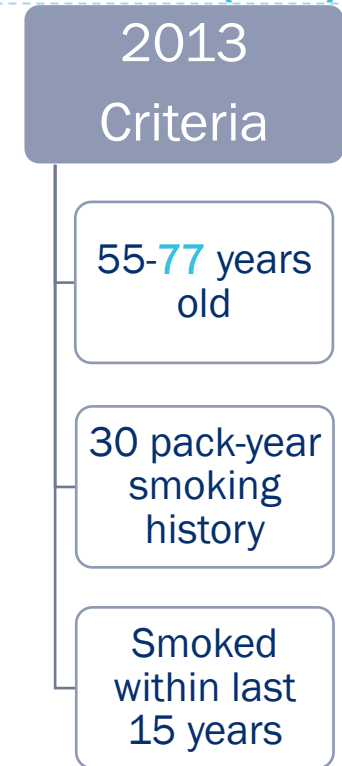 2013
Criteria
55-77 years
old
30 pack-year
smoking
history
Smoked
within last
15 years